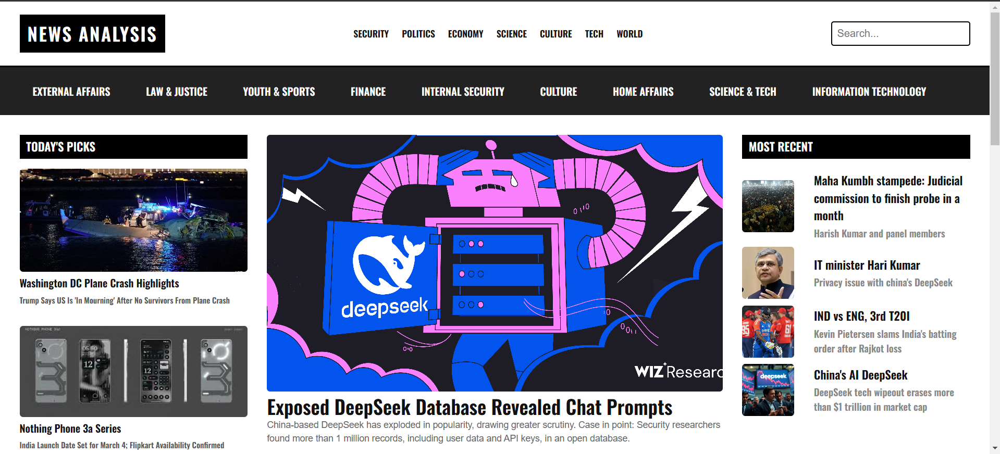 NEWS ANALYSIS
SECURITY POLITICS ECONOMY SCIENCE CULTURE TECH WORLD
Search...
EXTERNAL AFFAIRS LAW & JUSTICE YOUTH & SPORTS FINANCE INTERNAL SECURITY CULTURE HOME AFFAIRS SCIENCE & TECH INFORMATION TECHNOLOGY
TODAY'S PICKS
Washington DC Plane Crash Highlights
Trump Says US Is 'In Mourning' After No Survivors From Plane Crash
NOTHING PHONE (3a)
05:50
12
12
Nothing Phone 3a Series
India Launch Date Set for March 4; Flipkart Availability Confirmed
deepseek
WIZ Researc
Exposed DeepSeek Database Revealed Chat Prompts
China-based DeepSeek has exploded in popularity, drawing greater scrutiny. Case in point: Security researchers
found more than 1 million records, including user data and API keys, in an open database.
MOST RECENT
Maha Kumbh stampede: Judicial
commission to finish probe in a
month
Harish Kumar and panel members
IT minister Hari Kumar
Privacy issue with china's DeepSeek
IND vs ENG, 3rd T20I
Kevin Pietersen slams India's batting
order after Rajkot loss
deepseek
China's AI DeepSeek
DeepSeek tech wipeout erases more
than $1 trillion in market cap